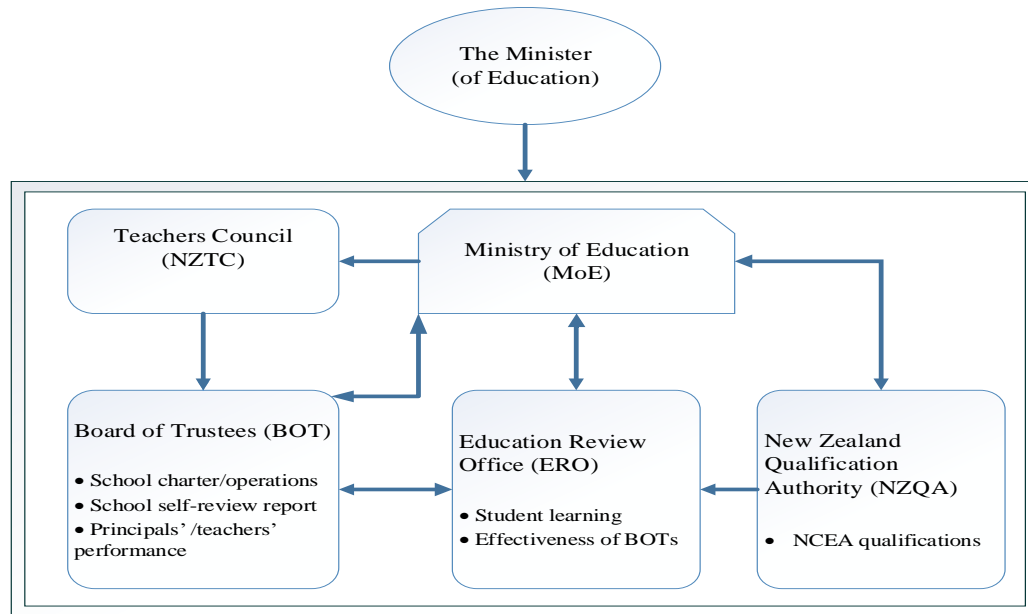 The Minister
(of Education)
Teachers Council
(NZTC)
Ministry of Education
(MoE)
Board of Trustees (BOT)
• School charter/operations
• School self-review report
• Principals’ /teachers’
performance
Education Review
Office (ERO)
• Student learning
• Effectiveness of BOTs
New Zealand
Qualification
Authority (NZQA)
• NCEA qualifications